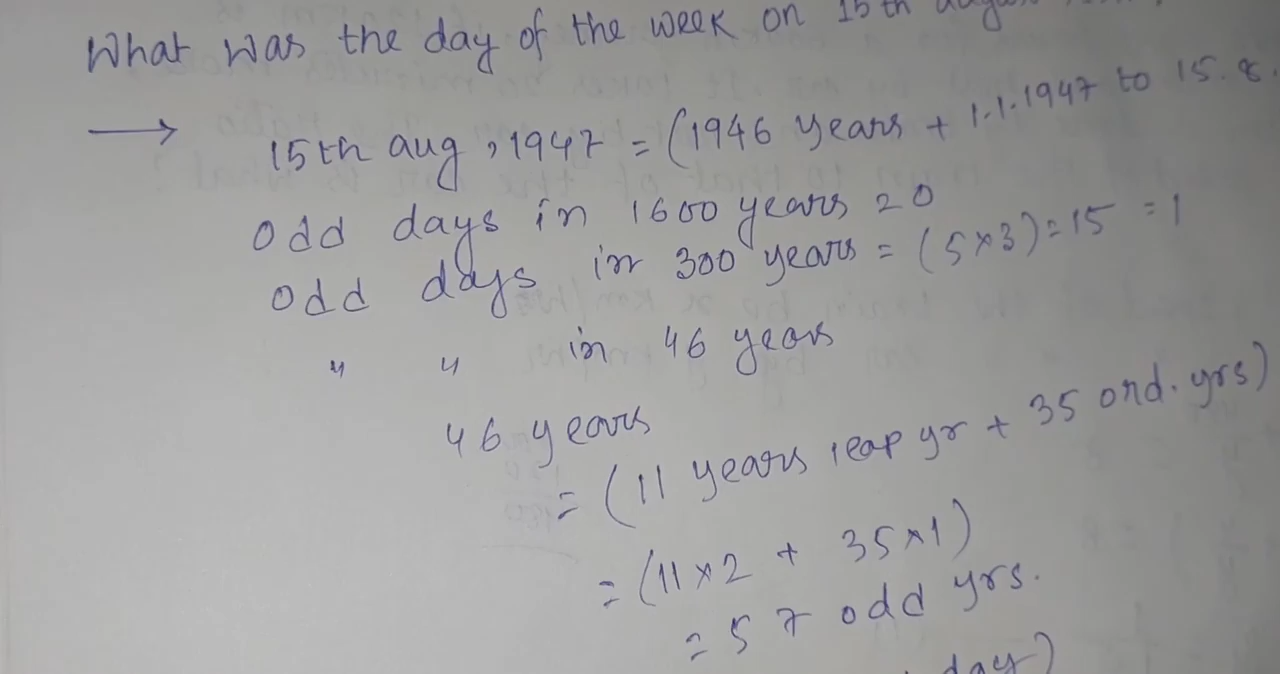 What was the day of the week on 15th
→ 15th aug, 1947 = (1946 years + 1.1.1947 to 15.8.
odd days in 1600 years = 0
odd days in 300 years = (5×3) = 15 = 1
" " in 46 years
46 years
= (11 years leap yr + 35 ord. yrs)
= (11×2 + 35×1)
= 57 odd yrs.
day)